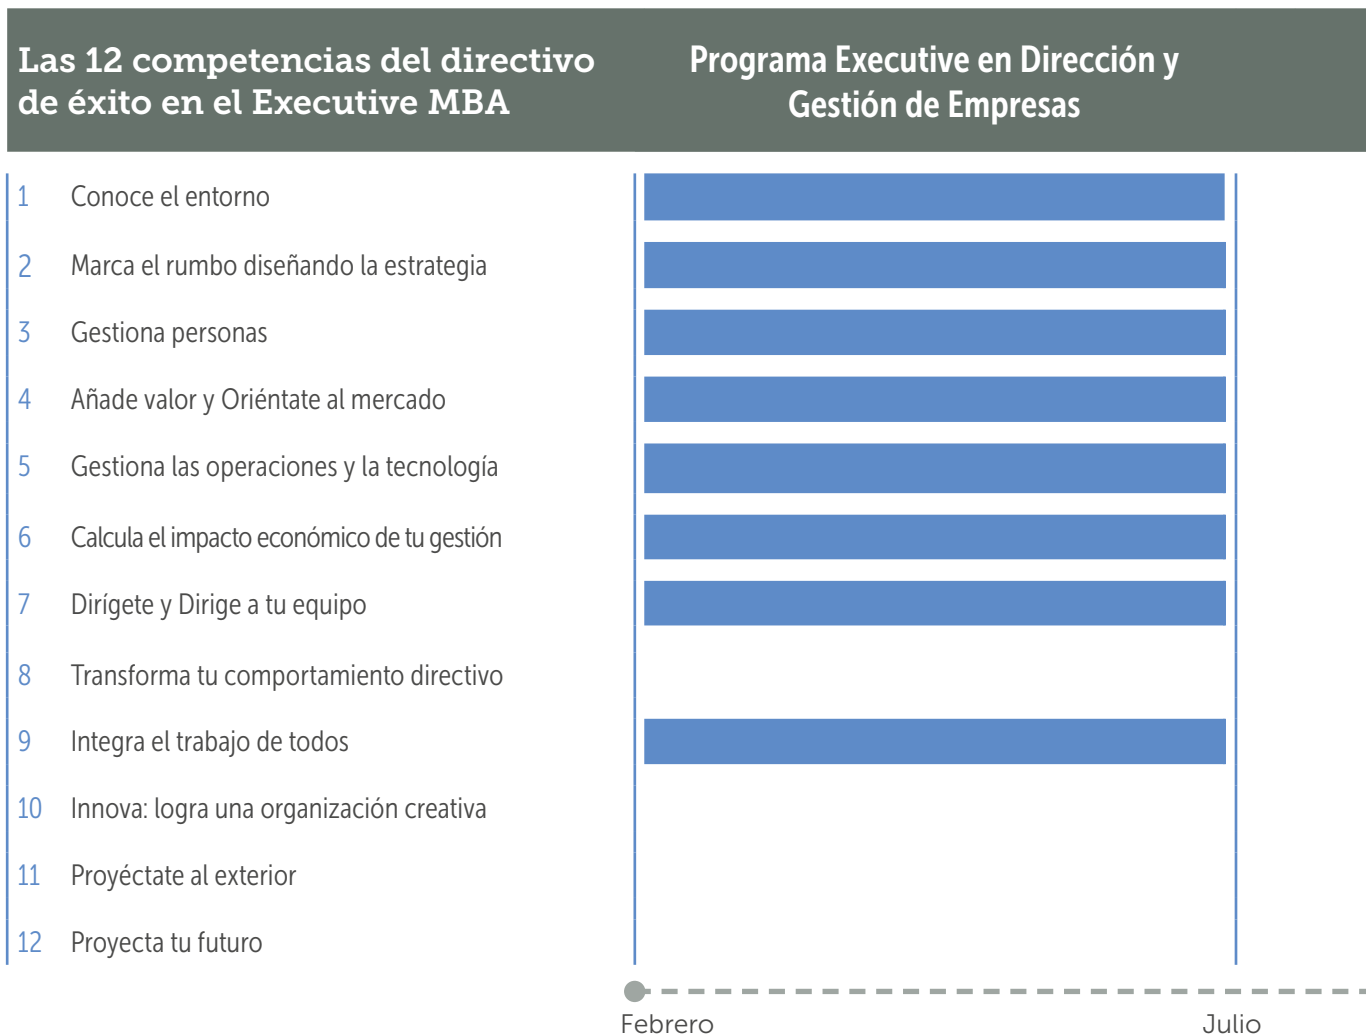 Las 12 competencias del directivo
de éxito en el Executive MBA
Programa Executive en Dirección y
Gestión de Empresas
1 Conoce el entorno
2 Marca el rumbo diseñando la estrategia
3 Gestiona personas
4 Añade valor y Oriéntate al mercado
5 Gestiona las operaciones y la tecnología
6 Calcula el impacto económico de tu gestión
7 Dirígete y Dirige a tu equipo
8 Transforma tu comportamiento directivo
9 Integra el trabajo de todos
10 Innova: logra una organización creativa
11 Proyéctate al exterior
12 Proyecta tu futuro
Febrero Julio